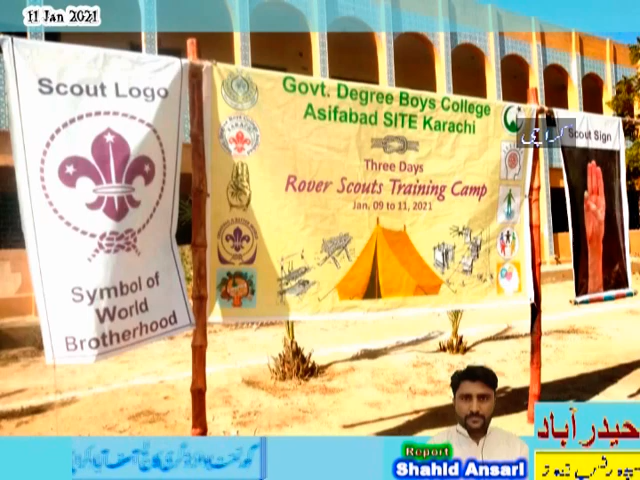 11 Jan 2021
Scout Logo
Symbol of
World
Brotherhood
Govt. Degree Boys College
Asifabad SITE Karachi
Three Days
Rover Scouts Training Camp
Jan, 09 to 11, 2021
کراچی
Scout Sign
Report
Shahid Ansari
حیدرآباد